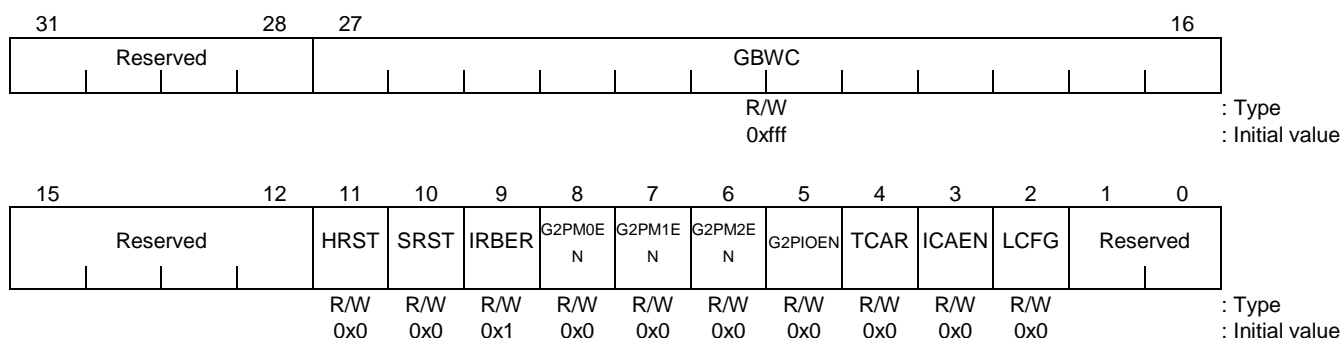 31 28 27 16
Reserved GBWC
R/W : Type
0xfff : Initial value
15 12 11 10 9 8 7 6 5 4 3 2 1 0
Reserved HRST SRST IRBER G2PM0E N G2PM1E N G2PM2E N G2PIOEN TCAR ICAEN LCFG Reserved
R/W R/W R/W R/W R/W R/W R/W R/W R/W R/W : Type
0x0 0x0 0x1 0x0 0x0 0x0 0x0 0x0 0x0 0x0 : Initial value